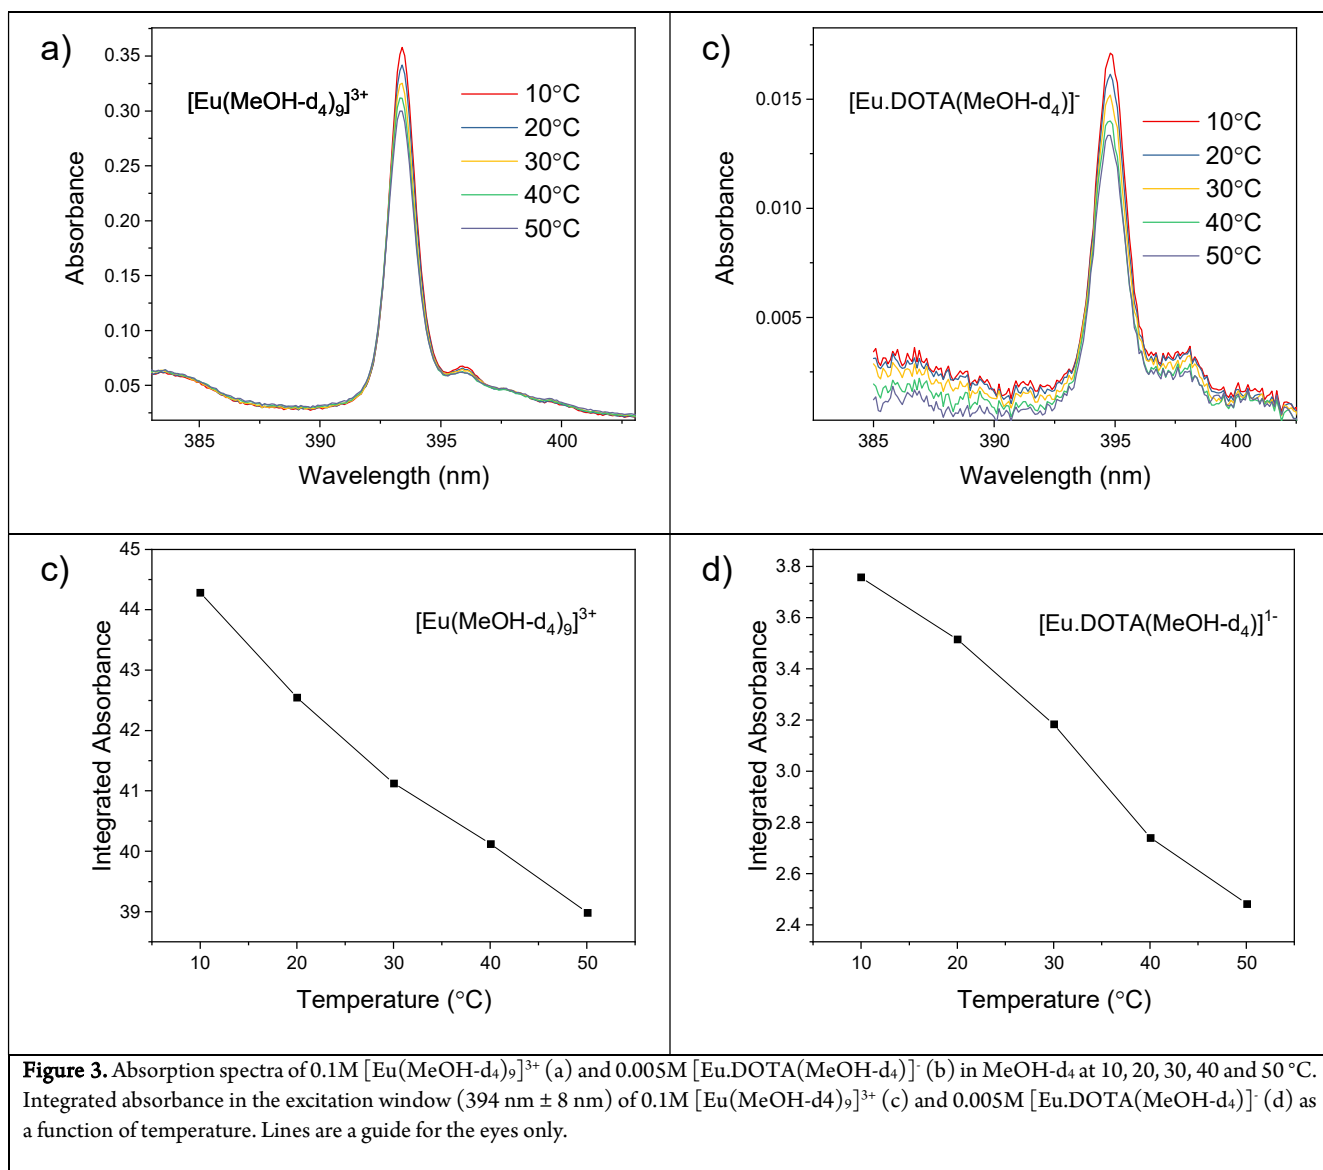 a)
[Eu(MeOH-d₄)₉]³⁺
10°C
20°C
30°C
40°C
50°C
0.35
0.30
0.25
0.20
0.15
0.10
0.05
Absorbance
385 390 395 400
Wavelength (nm)
c)
[Eu.DOTA(MeOH-d₄)]⁻
10°C
20°C
30°C
40°C
50°C
0.015
0.010
0.005
Absorbance
385 390 395 400
Wavelength (nm)
c)
[Eu(MeOH-d₄)₉]³⁺
45
44
43
42
41
40
39
Integrated Absorbance
10 20 30 40 50
Temperature (°C)
d)
[Eu.DOTA(MeOH-d₄)]¹⁻
3.8
3.6
3.4
3.2
3.0
2.8
2.6
2.4
Integrated Absorbance
10 20 30 40 50
Temperature (°C)
Figure 3. Absorption spectra of 0.1M [Eu(MeOH-d₄)₉]³⁺ (a) and 0.005M [Eu.DOTA(MeOH-d₄)]⁻ (b) in MeOH-d₄ at 10, 20, 30, 40 and 50 °C.
Integrated absorbance in the excitation window (394 nm ± 8 nm) of 0.1M [Eu(MeOH-d4)₉]³⁺ (c) and 0.005M [Eu.DOTA(MeOH-d₄)]⁻ (d) as
a function of temperature. Lines are a guide for the eyes only.